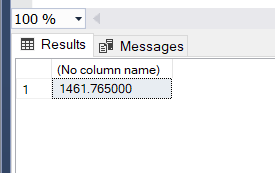 100 %
Results Messages
(No column name)
1 1461.765000